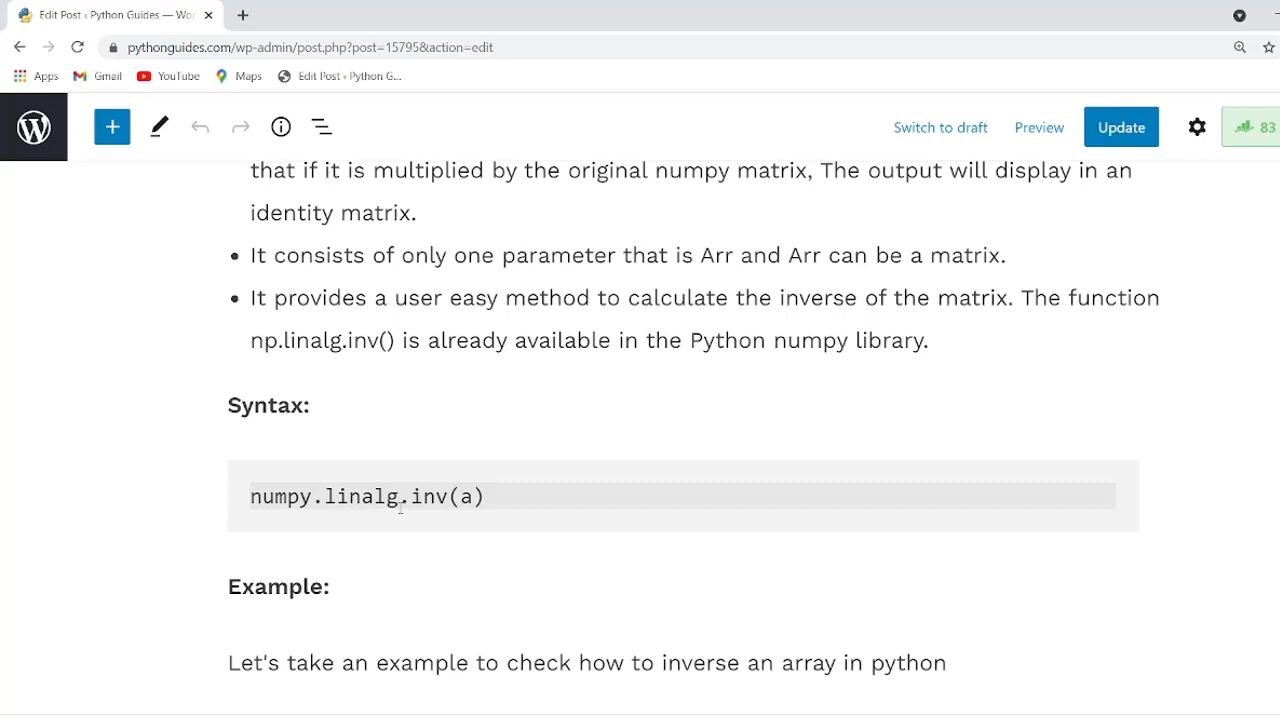 Edit Post ‹ Python Guides — Wor
pythonguides.com/wp-admin/post.php?post=15795&action=edit
Apps Gmail YouTube Maps Edit Post ‹ Python G...
Switch to draft Preview Update 83
that if it is multiplied by the original numpy matrix, The output will display in an
identity matrix.
• It consists of only one parameter that is Arr and Arr can be a matrix.
• It provides a user easy method to calculate the inverse of the matrix. The function
np.linalg.inv() is already available in the Python numpy library.
Syntax:
numpy.linalg.inv(a)
Example:
Let's take an example to check how to inverse an array in python